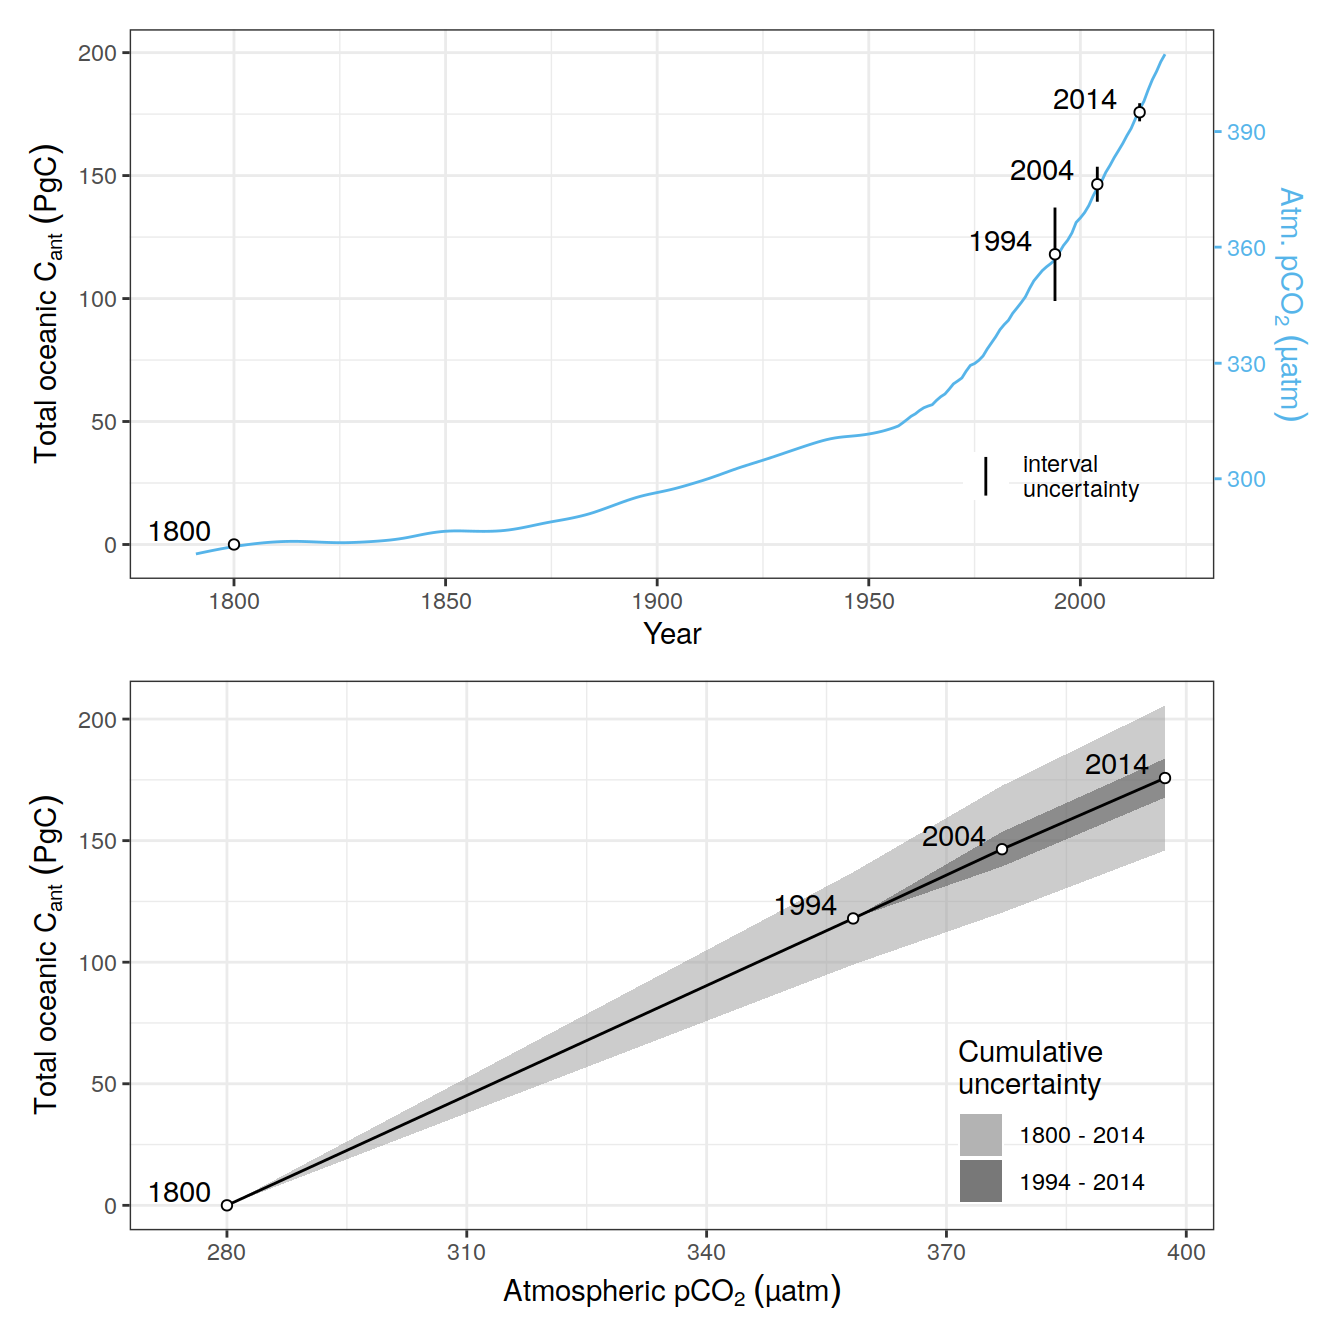 200
150
100
50
0
Total oceanic Cant (PgC)
2014
2004
1994
1800
interval
uncertainty
390
360
330
300
Atm. pCO2 (µatm)
1800 1850 1900 1950 2000
Year
200
150
100
50
0
Total oceanic Cant (PgC)
2014
2004
1994
1800
Cumulative
uncertainty
1800 - 2014
1994 - 2014
280 310 340 370 400
Atmospheric pCO2 (µatm)